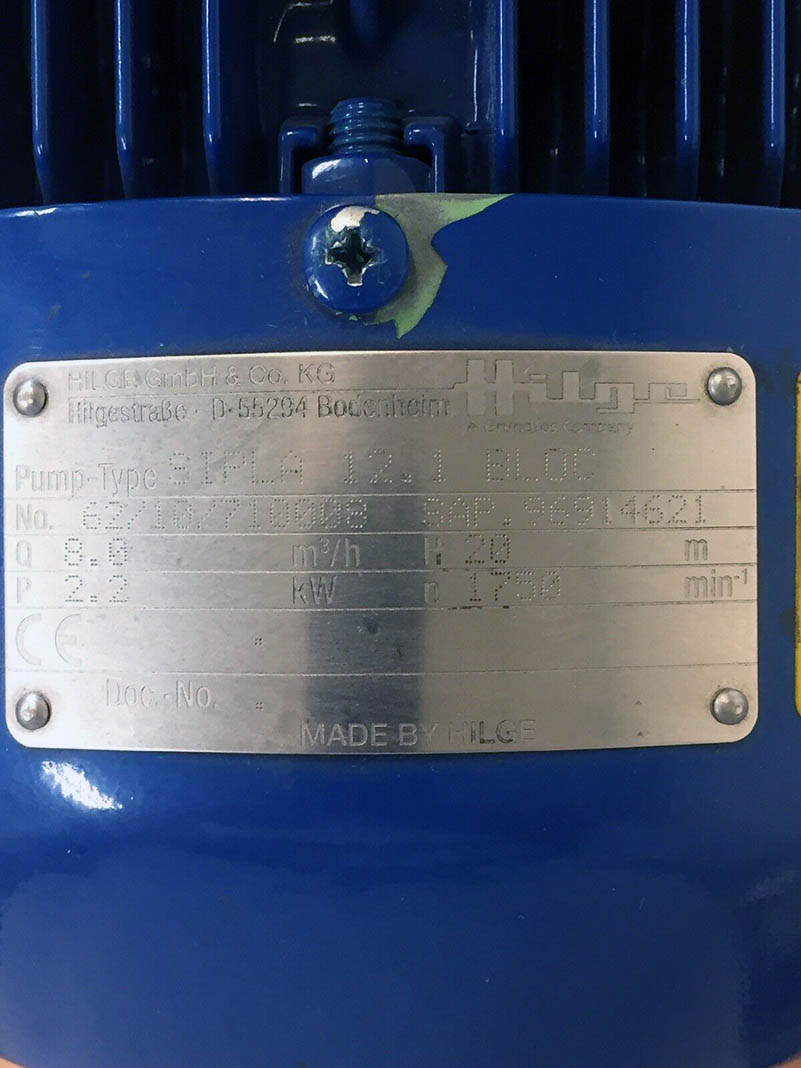 HILGE GmbH & Co. KG
Hilge
Hilgestraße · D-55294 Bodenheim
A Grundfos Company
Pump-Type SIPLA 12.1 BLOC
No. 62/10/710008 SAP. 96914621
Q 8.0 m³/h H 20 m
P 2.2 kW n 1750 min-1
CE
Doc.-No.
MADE BY HILGE